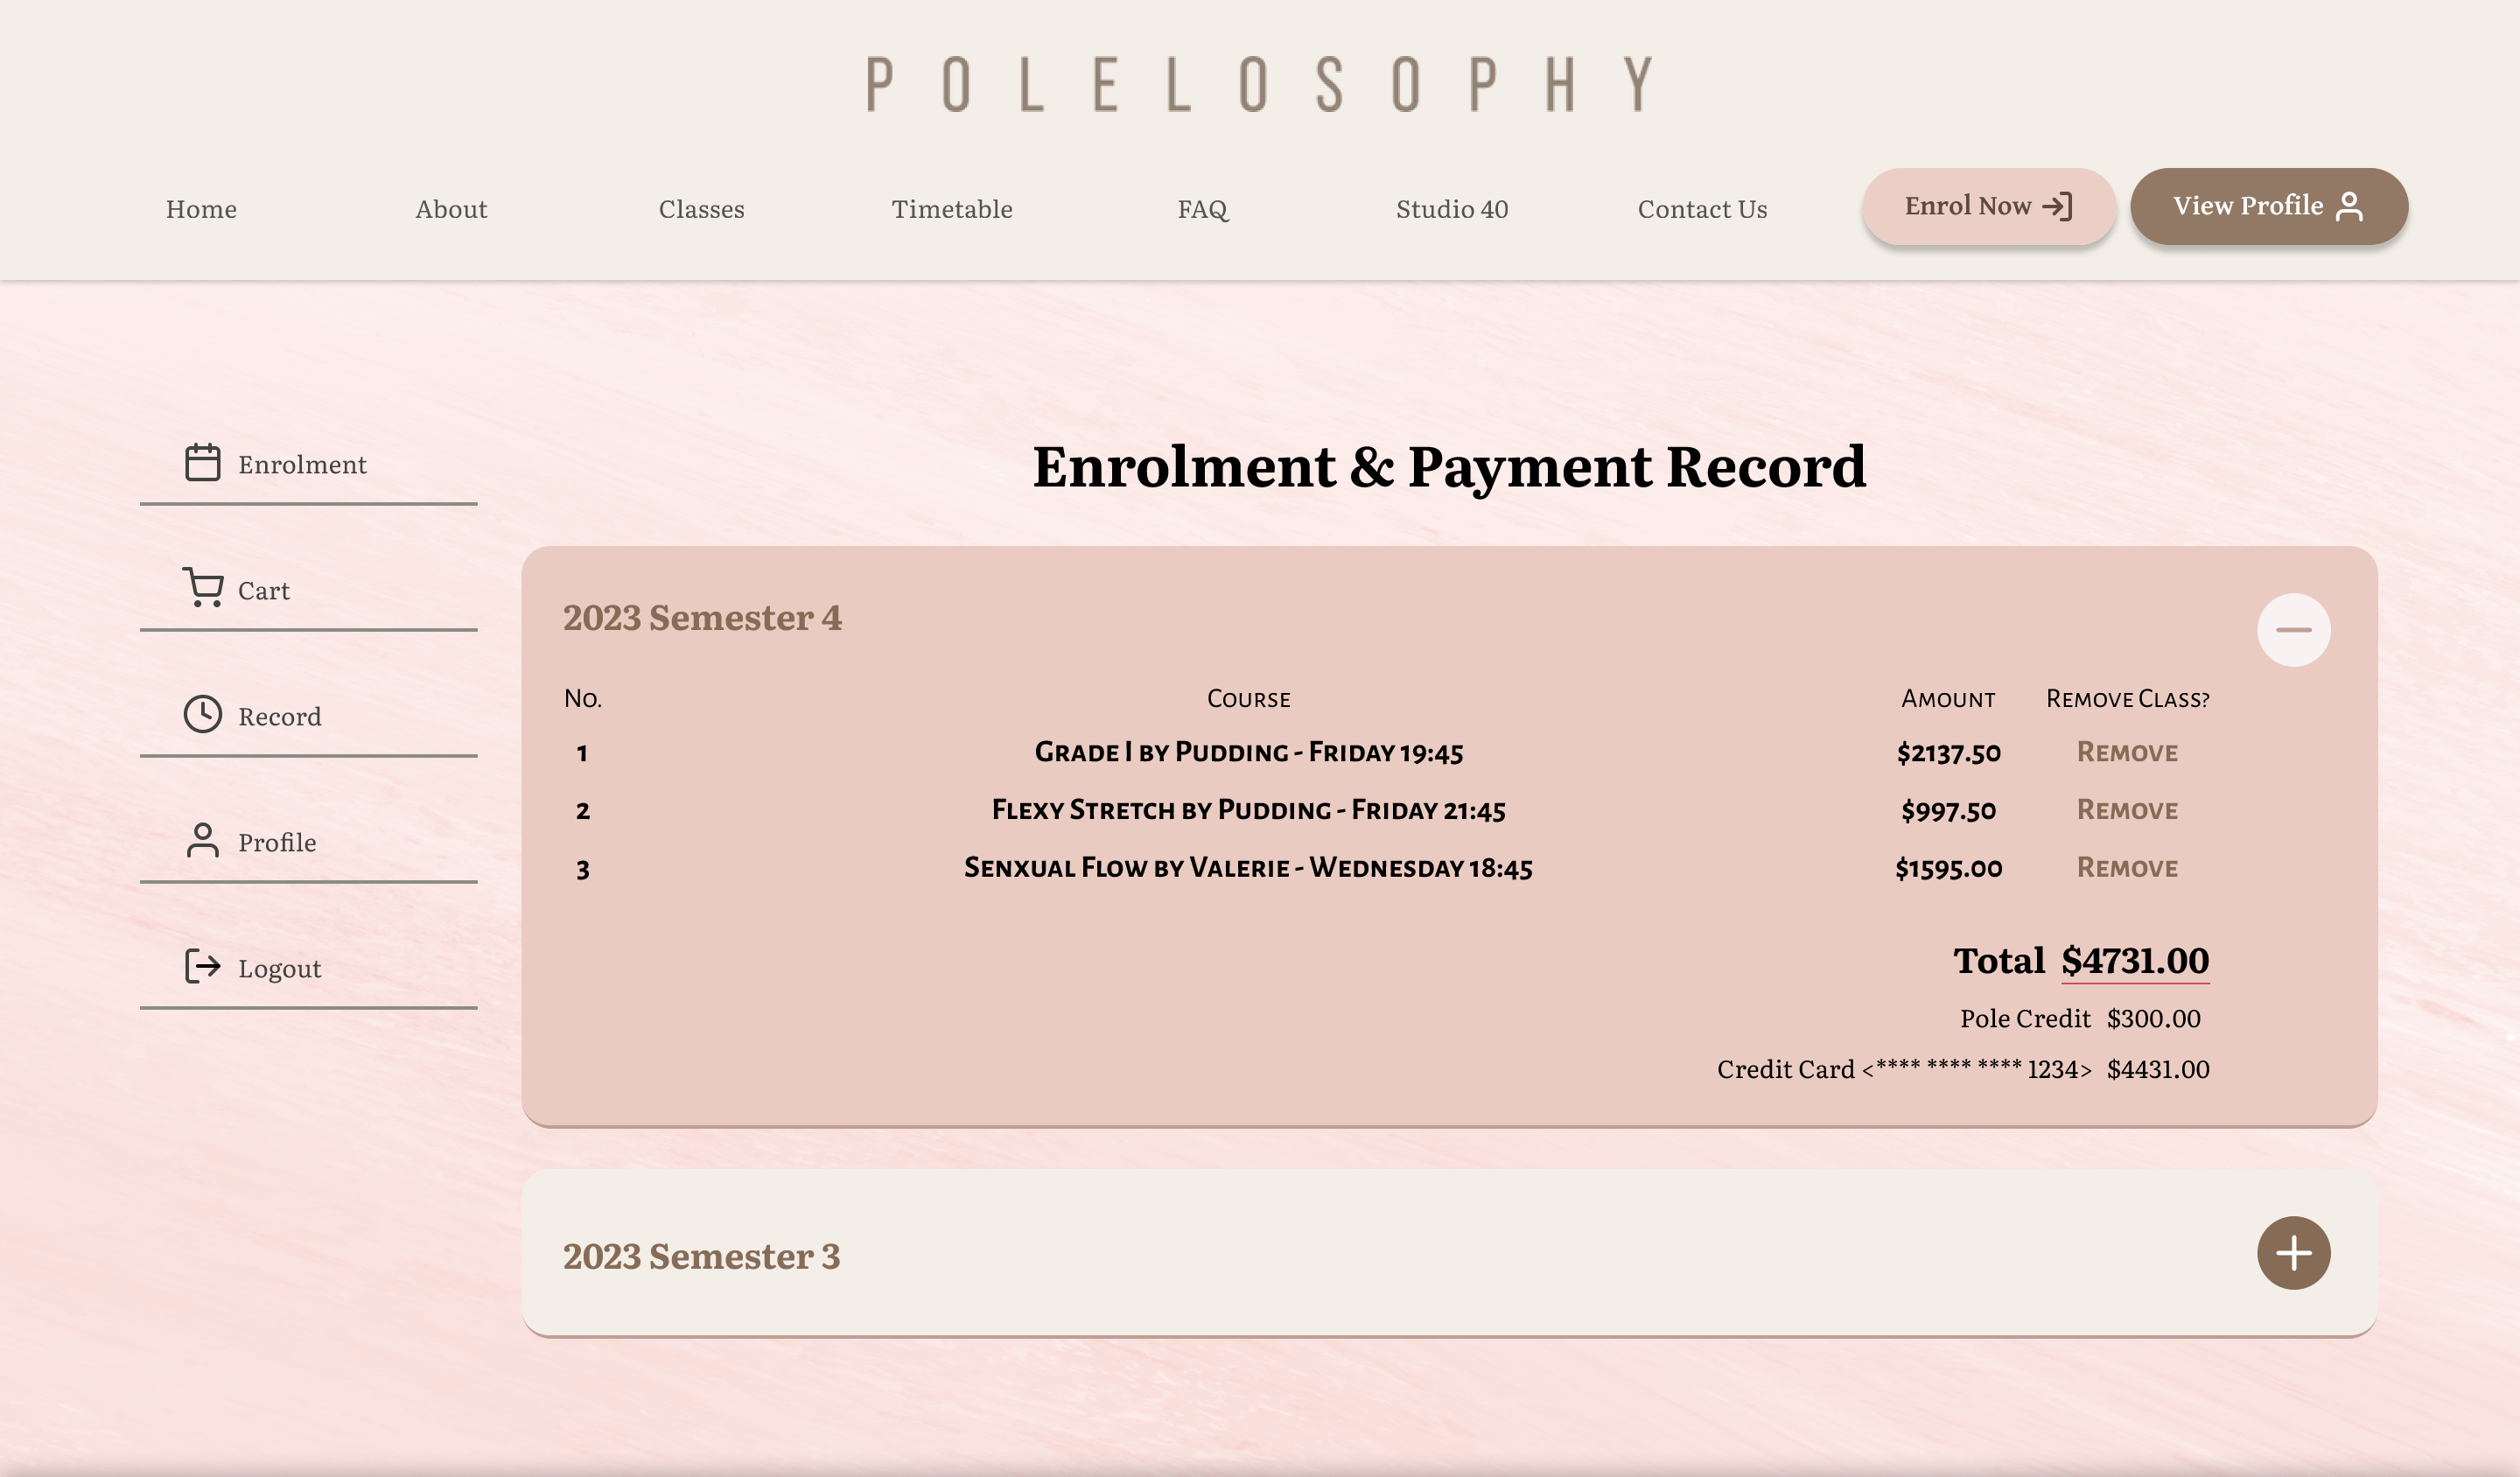 POLELOSOPHY
Home About Classes Timetable FAQ Studio 40 Contact Us Enrol Now View Profile
Enrolment
Cart
Record
Profile
Logout
Enrolment & Payment Record
2023 Semester 4
No. Course Amount Remove Class?
1 Grade I by Pudding - Friday 19:45 $2137.50 Remove
2 Flexy Stretch by Pudding - Friday 21:45 $997.50 Remove
3 Senxual Flow by Valerie - Wednesday 18:45 $1595.00 Remove
Total $4731.00
Pole Credit $300.00
Credit Card <**** **** **** 1234> $4431.00
2023 Semester 3